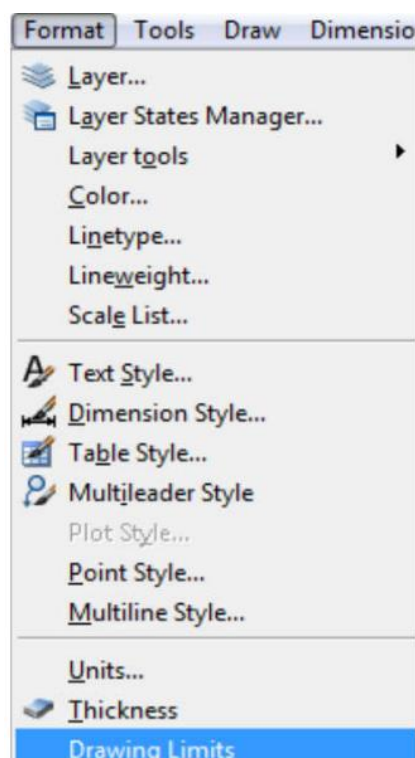 Format Tools Draw Dimensio
Layer...
Layer States Manager...
Layer tools
Color...
Linetype...
Lineweight...
Scale List...
Text Style...
Dimension Style...
Table Style...
Multileader Style
Plot Style...
Point Style...
Multiline Style...
Units...
Thickness
Drawing Limits